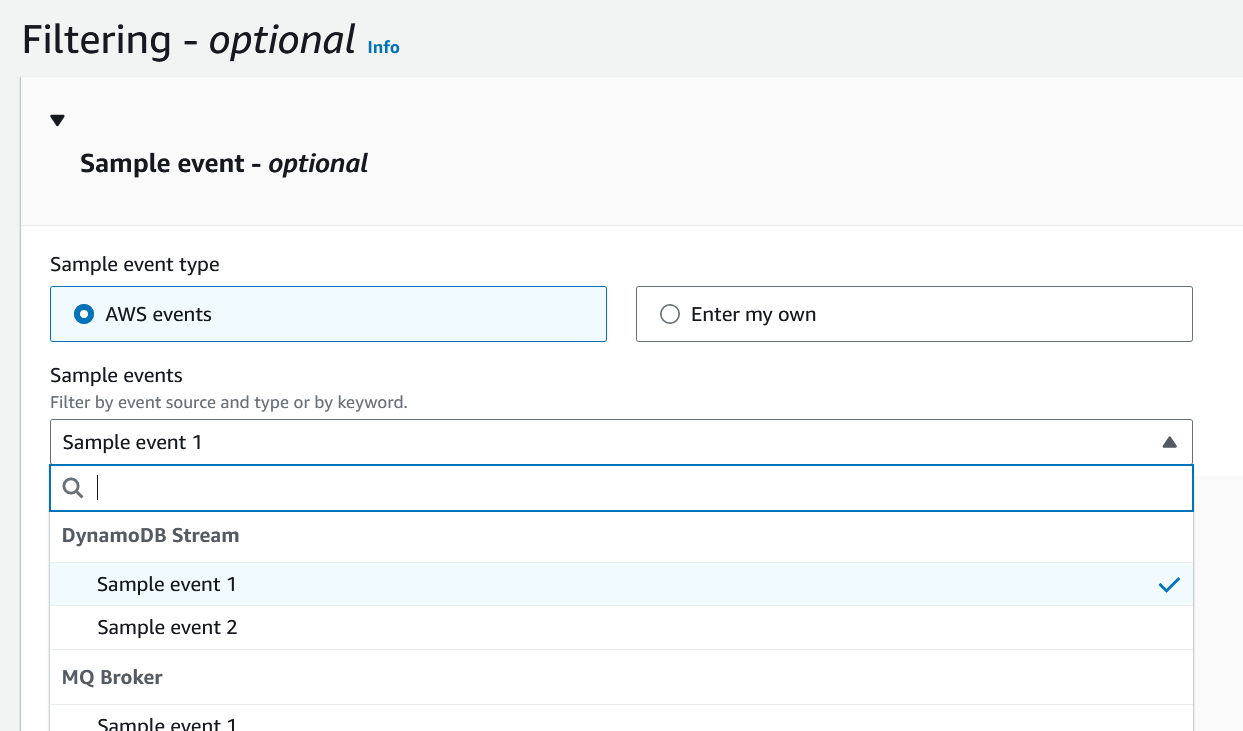 Filtering - optional Info
Sample event - optional
Sample event type
AWS events
Enter my own
Sample events
Filter by event source and type or by keyword.
Sample event 1
DynamoDB Stream
Sample event 1
Sample event 2
MQ Broker
Sample event 1